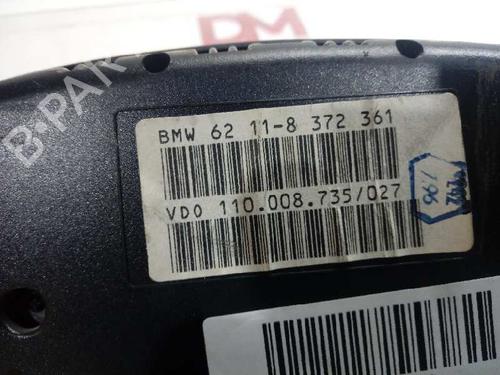 BMW 62 11-8 372 361
VDO 110.008.735/027
B-PAR